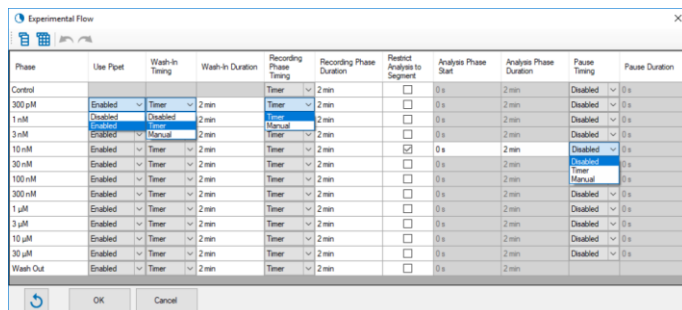 Experimental Flow
Phase Use Pipet Wash-In Timing Wash-In Duration Recording Phase Timing Recording Phase Duration Restrict Analysis to Segment Analysis Phase Start Analysis Phase Duration Pause Timing Pause Duration
Control Timer 2 min 0 s 2 min Disabled 0 s
300 pM Enabled Timer 2 min Timer 2 min 0 s 2 min Disabled 0 s
1 nM Disabled Disabled 2 min Timer 2 min 0 s 2 min Disabled 0 s
Enabled Timer Manual
3 nM Enabled Manual 2 min Timer 2 min 0 s 2 min Disabled 0 s
10 nM Enabled Timer 2 min Timer 2 min 0 s 2 min Disabled 0 s
30 nM Enabled Timer 2 min Timer 2 min 0 s 2 min Disabled 0 s
Timer
100 nM Enabled Timer 2 min Timer 2 min 0 s 2 min Manual 0 s
300 nM Enabled Timer 2 min Timer 2 min 0 s 2 min Disabled 0 s
1 µM Enabled Timer 2 min Timer 2 min 0 s 2 min Disabled 0 s
3 µM Enabled Timer 2 min Timer 2 min 0 s 2 min Disabled 0 s
10 µM Enabled Timer 2 min Timer 2 min 0 s 2 min Disabled 0 s
30 µM Enabled Timer 2 min Timer 2 min 0 s 2 min Disabled 0 s
Wash Out Enabled Timer 2 min Timer 2 min 0 s 2 min
OK Cancel